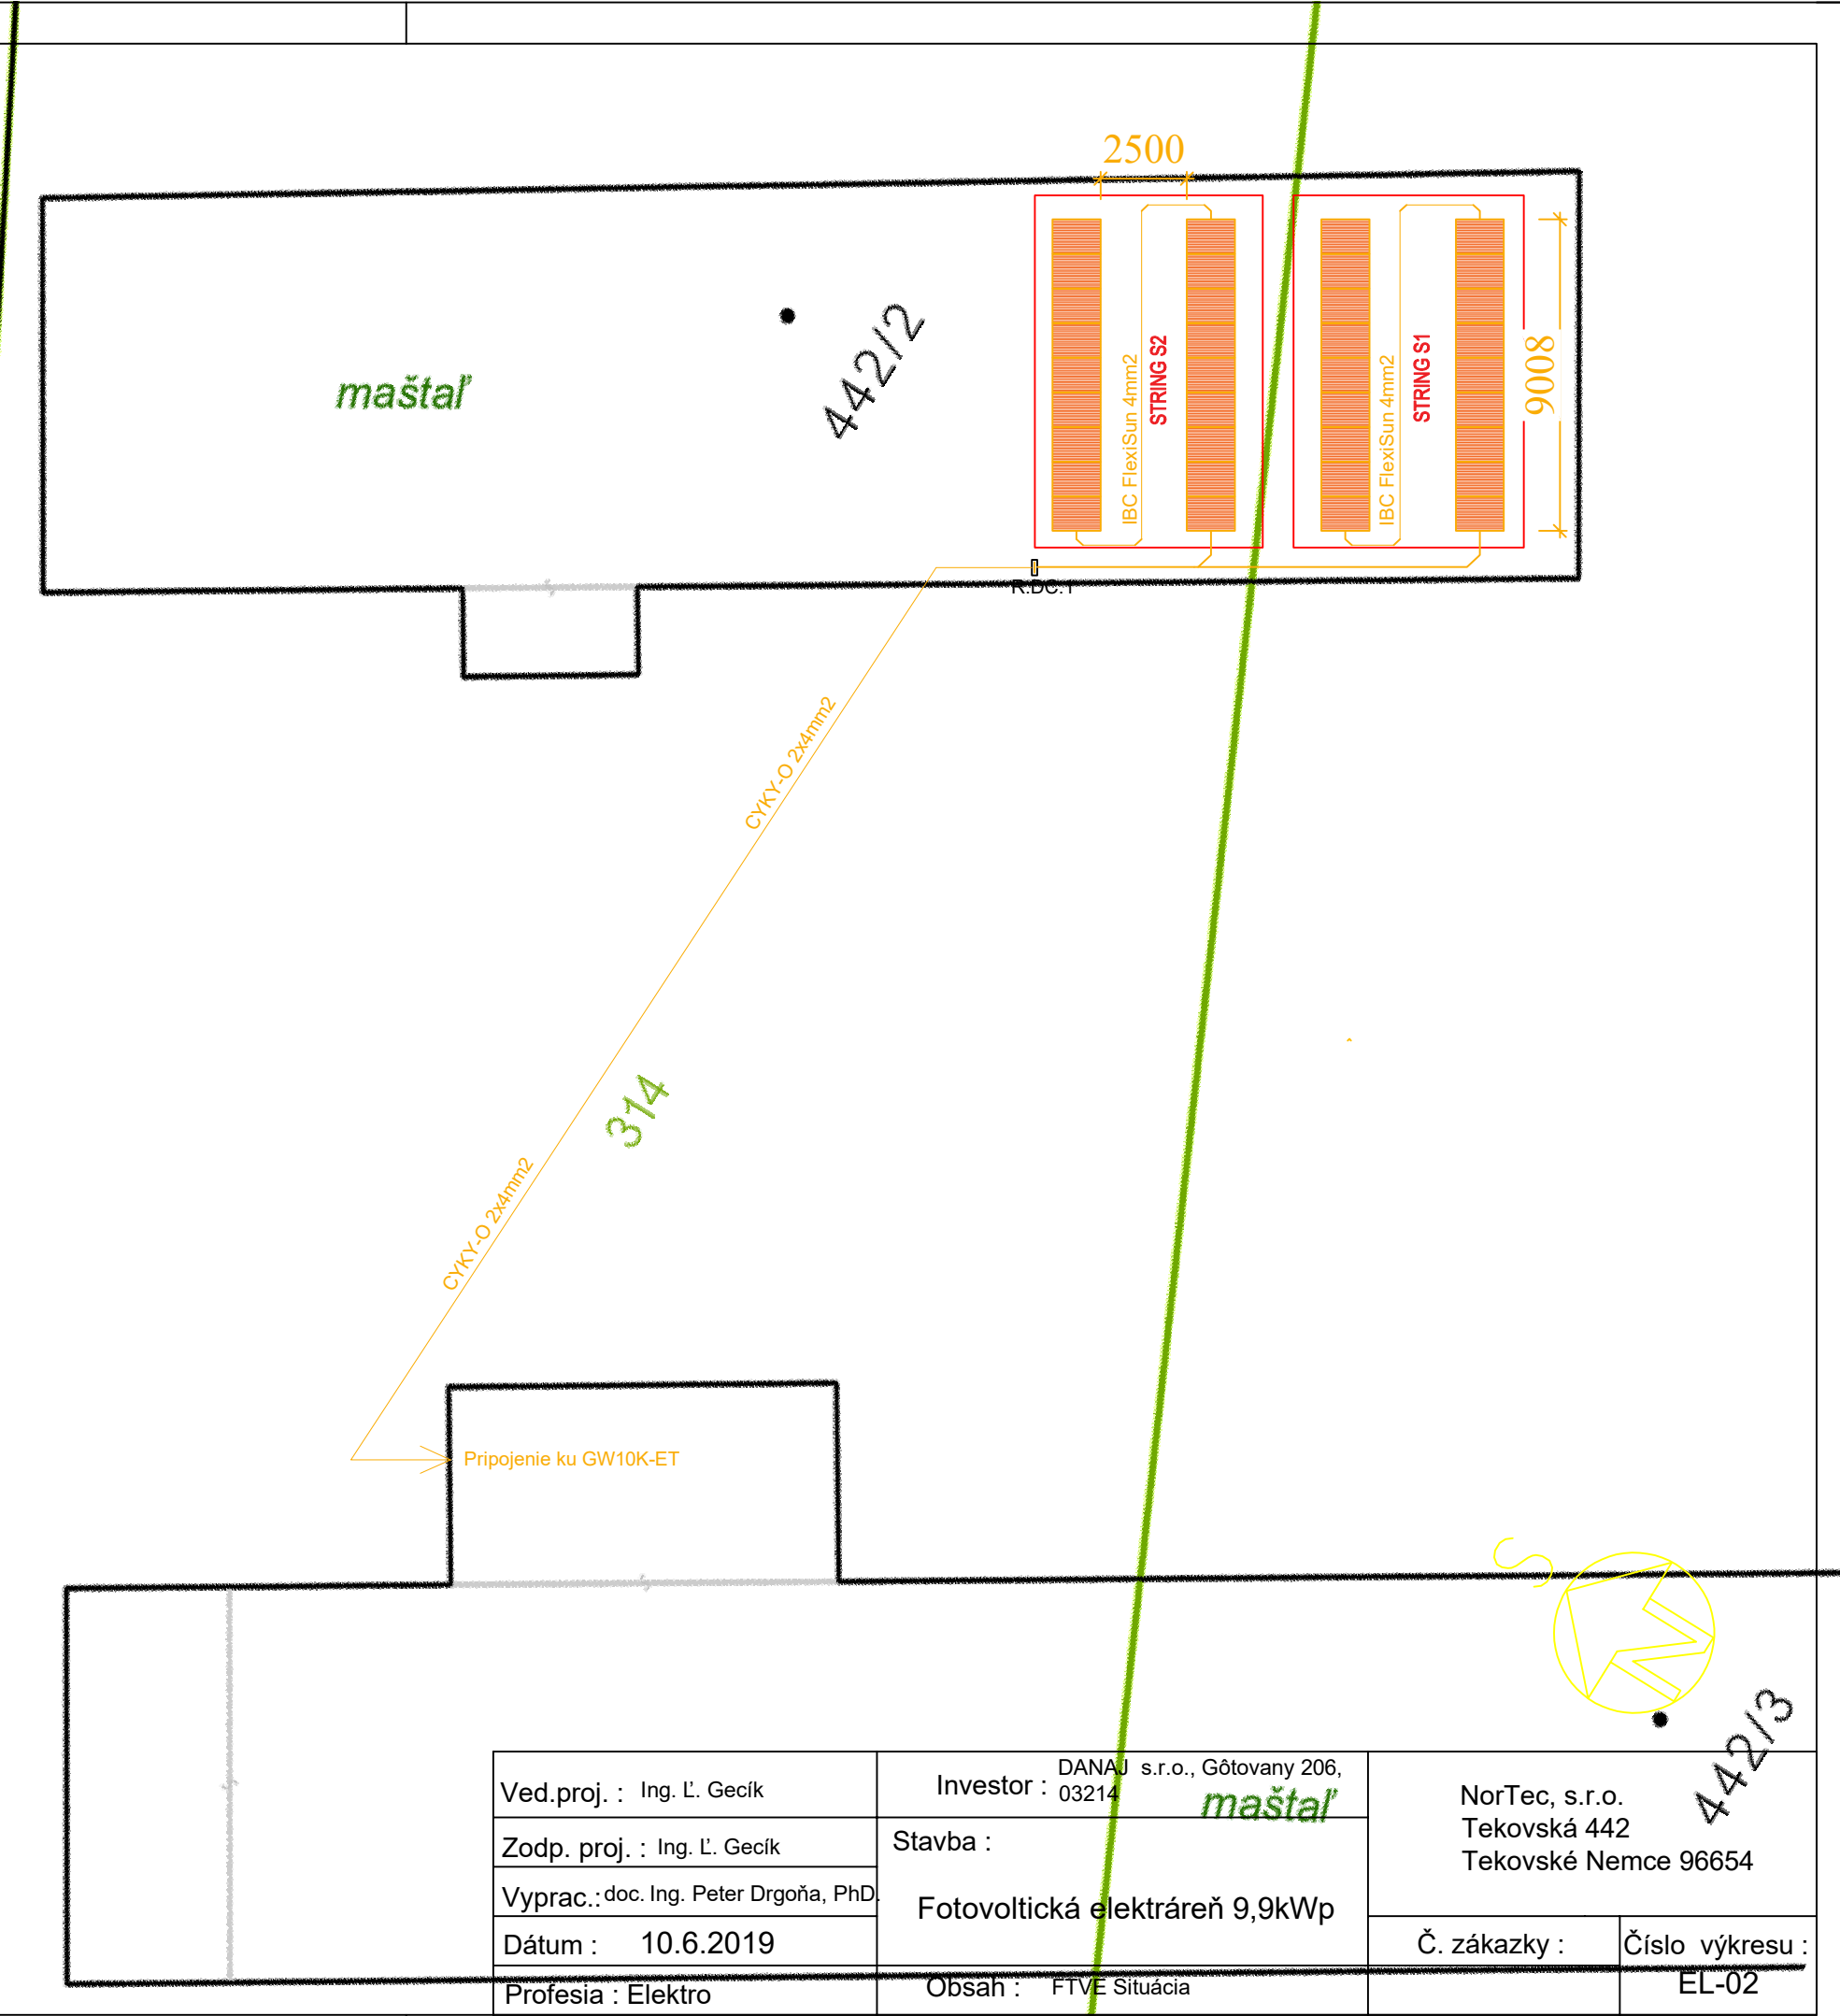 2500
maštaľ
442/2
IBC FlexiSun 4mm2
STRING S2
IBC FlexiSun 4mm2
STRING S1
9008
R.DC.1
CYKY-O 2x4mm2
314
CYKY-O 2x4mm2
Pripojenie ku GW10K-ET
S
442/3
Ved.proj. : Ing. Ľ. Gecík
Zodp. proj. : Ing. Ľ. Gecík
Vyprac.: doc. Ing. Peter Drgoňa, PhD.
Dátum : 10.6.2019
Profesia : Elektro
Investor : DANAJ s.r.o., Gôtovany 206,
03214
maštaľ
Stavba :
Fotovoltická elektráreň 9,9kWp
Obsah : FTVE Situácia
NorTec, s.r.o.
Tekovská 442
Tekovské Nemce 96654
Č. zákazky :
Číslo výkresu :
EL-02